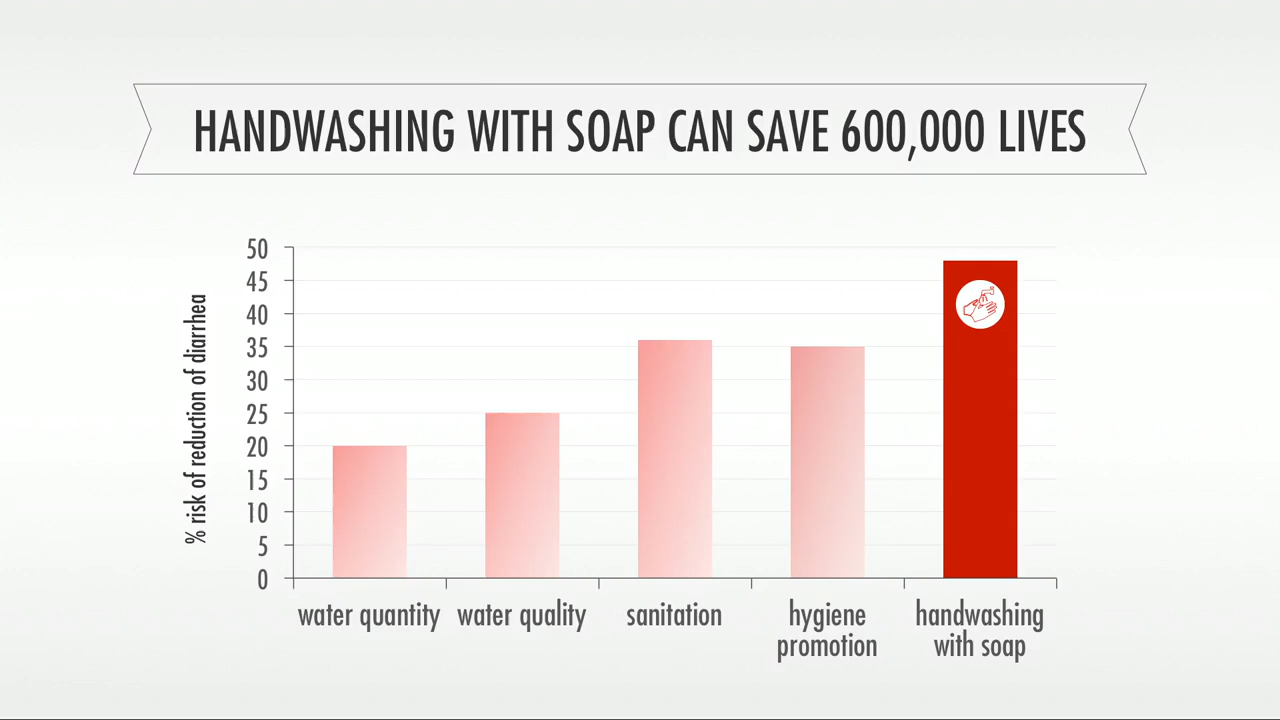 HANDWASHING WITH SOAP CAN SAVE 600,000 LIVES
% risk of reduction of diarrhea
50
45
40
35
30
25
20
15
10
5
0
water quantity
water quality
sanitation
hygiene
promotion
handwashing
with soap